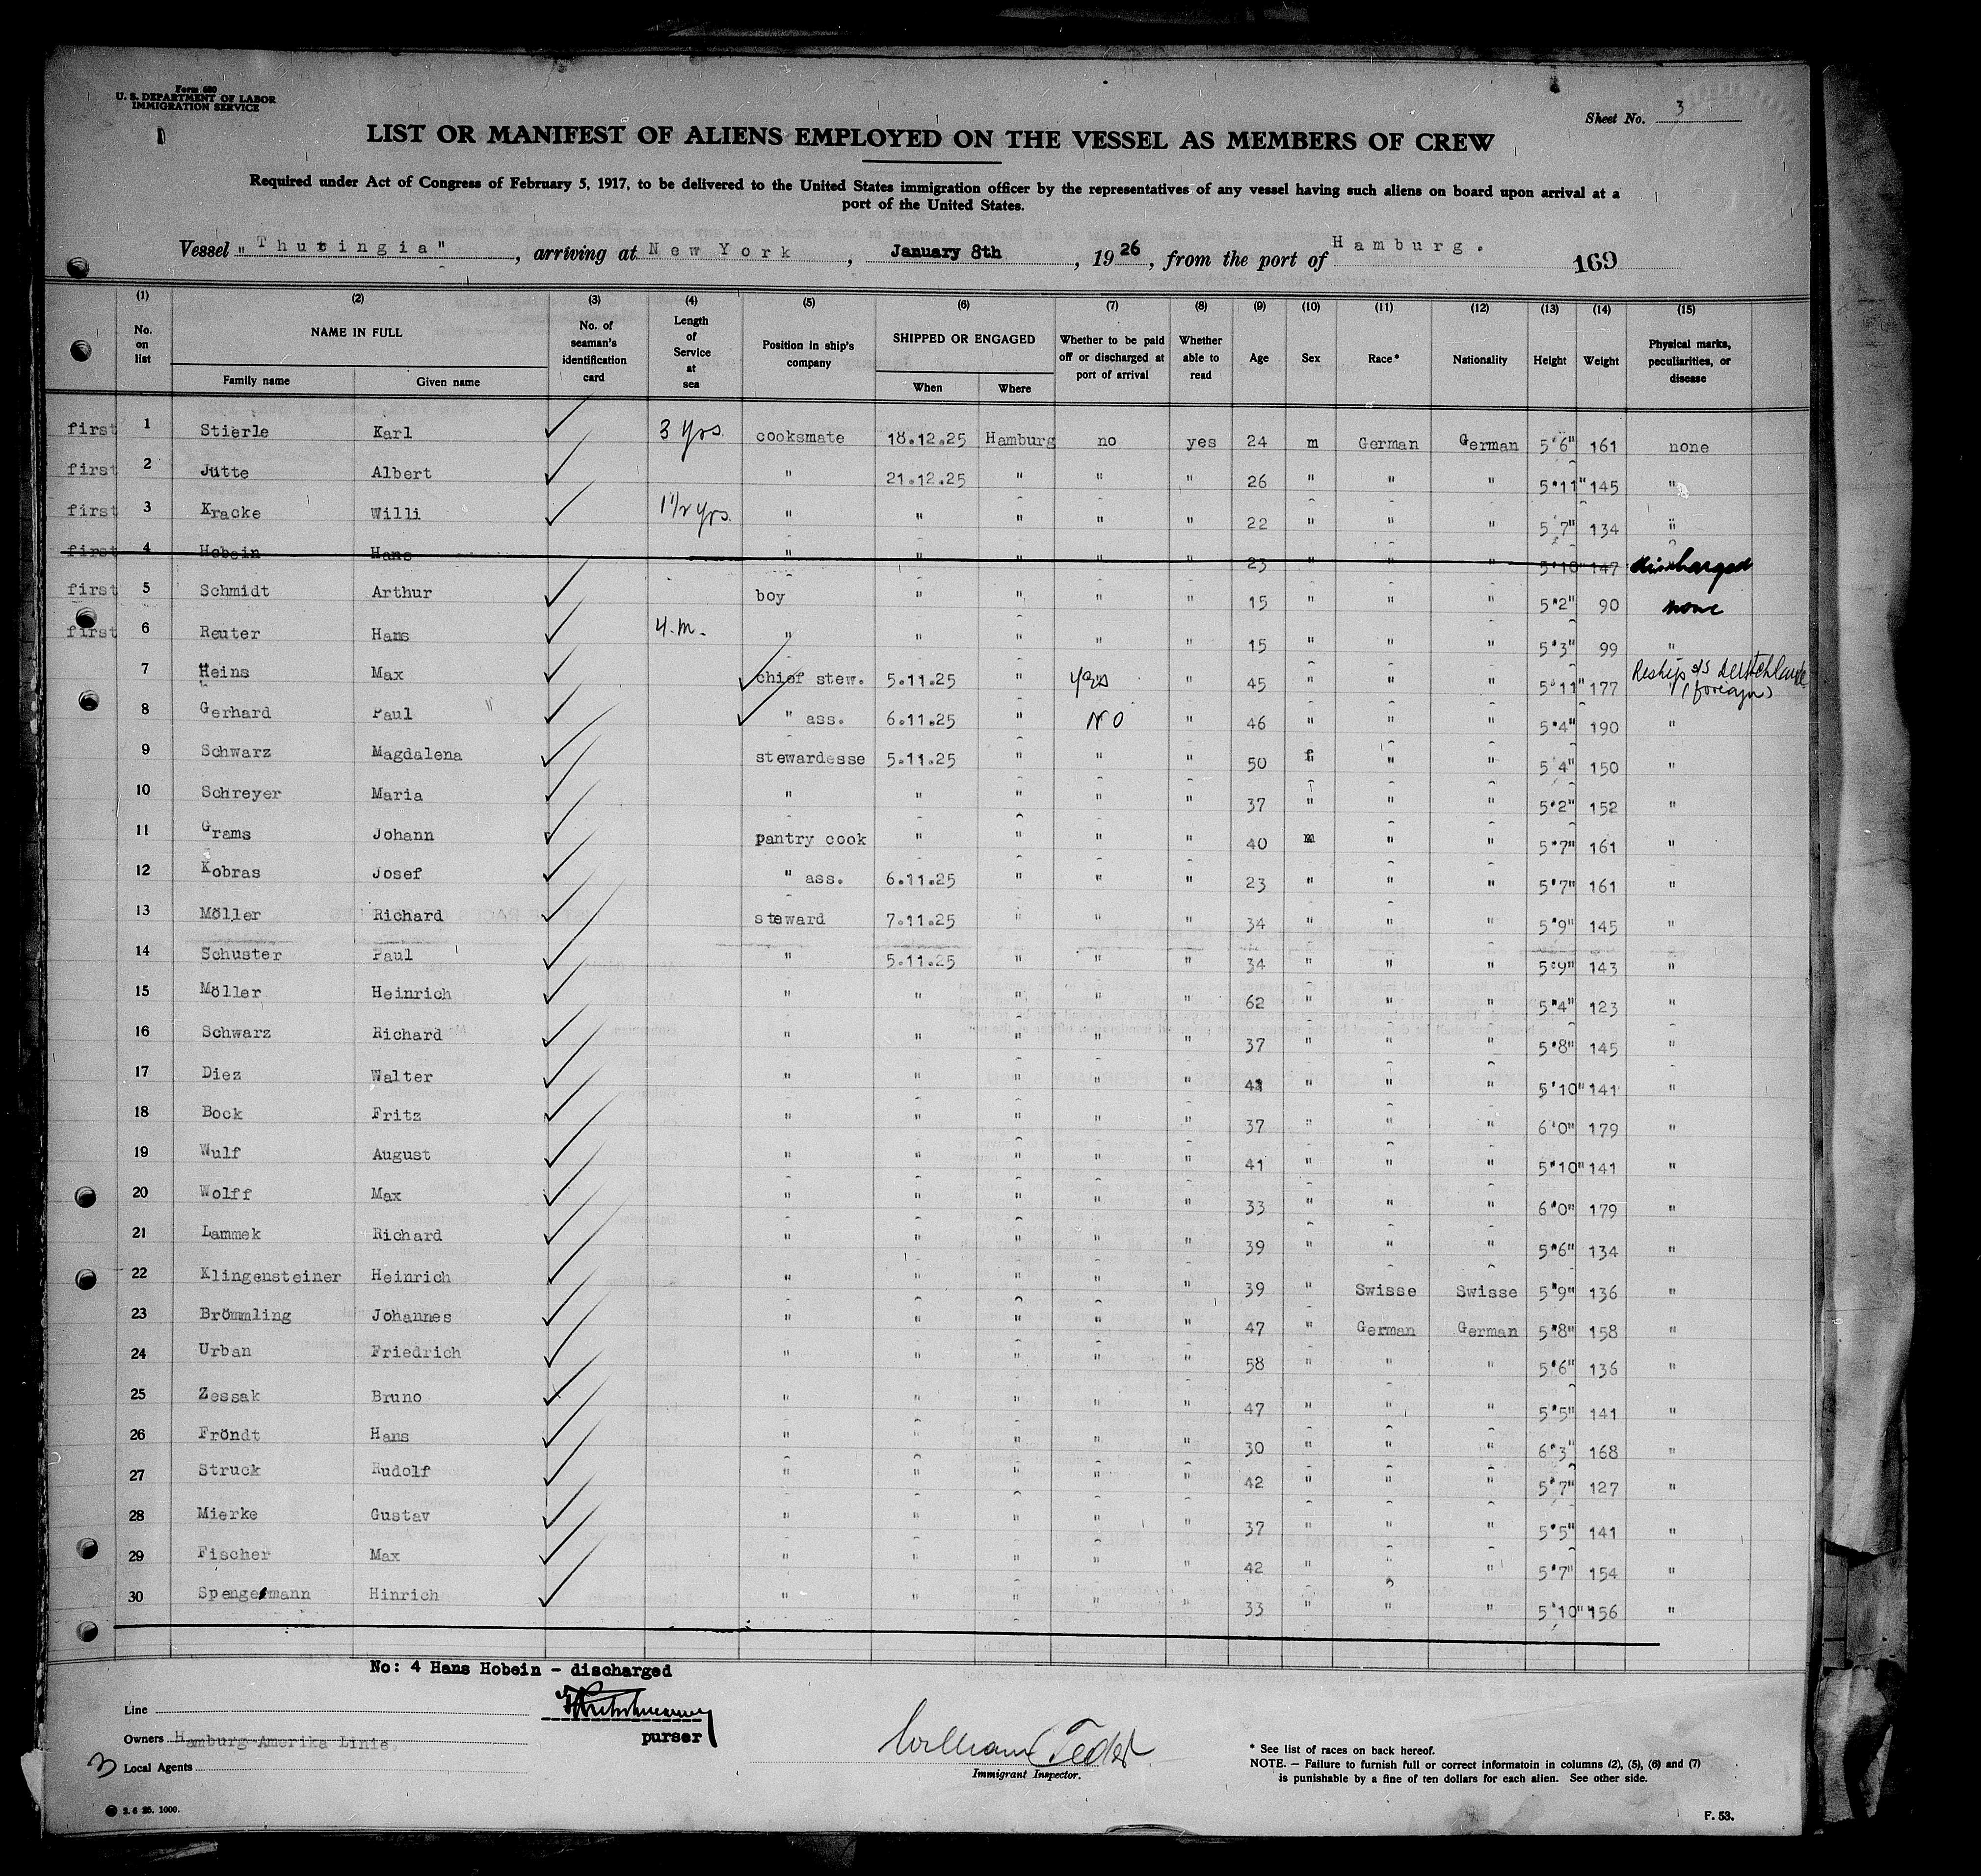 Form 680
U. S. DEPARTMENT OF LABOR
IMMIGRATION SERVICE
Sheet No. 3
LIST OR MANIFEST OF ALIENS EMPLOYED ON THE VESSEL AS MEMBERS OF CREW
Required under Act of Congress of February 5, 1917, to be delivered to the United States immigration officer by the representatives of any vessel having such aliens on board upon arrival at a
port of the United States.
Vessel "Thuringia", arriving at New York, January 8th, 1926, from the port of Hamburg. 169
(1) (2) (3) (4) (5) (6) (7) (8) (9) (10) (11) (12) (13) (14) (15)
No. on list NAME IN FULL Family name Given name No. of seaman's identification card Length of Service at sea Position in ship's company SHIPPED OR ENGAGED When Where Whether to be paid off or discharged at port of arrival Whether able to read Age Sex Race* Nationality Height Weight Physical marks, peculiarities, or disease
first 1 Stierle Karl 3 yrs. cooksmate 18.12.25 Hamburg no yes 24 m German German 5'6" 161 none
first 2 Jütte Albert " 21.12.25 " " " 26 " " " 5'11" 145 "
first 3 Kracke Willi 1 1/2 yrs. " " " " " 22 " " " 5'7" 134 "
first 4 Hobein Hans " " " " " 23 " " " 5'10" 147 discharged
first 5 Schmidt Arthur boy " " " " 15 " " " 5'2" 90 none
first 6 Reuter Hans 4.m. " " " " " 15 " " " 5'3" 99 "
7 Heins Max chief stew. 5.11.25 " yes " 45 " " " 5'11" 177 " Reship s/s Deutschland (foreign)
8 Gerhard Paul " ass. 6.11.25 " NO " 46 " " " 5'4" 190 "
9 Schwarz Magdalena stewardesse 5.11.25 " " " 50 f " " 5'4" 150 "
10 Schreyer Maria " " " " " 37 " " " 5'2" 152 "
11 Grams Johann pantry cook " " " " 40 m " " 5'7" 161 "
12 Kobras Josef " ass. 6.11.25 " " " 23 " " " 5'7" 161 "
13 Möller Richard steward 7.11.25 " " " 34 " " " 5'9" 145 "
14 Schuster Paul " 5.11.25 " " " 34 " " " 5'9" 143 "
15 Möller Heinrich " " " " " 62 " " " 5'4" 123 "
16 Schwarz Richard " " " " " 37 " " " 5'8" 145 "
17 Diez Walter " " " " " " " " 5'10" 141 "
18 Bock Fritz " " " " " 37 " " " 6'0" 179 "
19 Wulf August " " " " " 41 " " " 5'10" 141 "
20 Wolff Max " " " " " 33 " " " 6'0" 179 "
21 Lammek Richard " " " " " 39 " " " 5'6" 134 "
22 Klingensteiner Heinrich " " " " " 39 " Swisse Swisse 5'9" 136 "
23 Brömmling Johannes " " " " " 47 " German German 5'8" 158 "
24 Urban Friedrich " " " " " 58 " " " 5'6" 136 "
25 Zessak Bruno " " " " " 47 " " " 5'5" 141 "
26 Fröndt Hans " " " " " 30 " " " 6'3" 168 "
27 Struck Rudolf " " " " " 42 " " " 5'7" 127 "
28 Mierke Gustav " " " " " 37 " " " 5'5" 141 "
29 Fischer Max " " " " " 42 " " " 5'7" 154 "
30 Spengemann Hinrich " " " " " 33 " " " 5'10" 156 "
No: 4 Hans Hobein - discharged
Line
purser
Owners Hamburg-Amerika Linie.
3 Local Agents
William
Immigrant Inspector.
* See list of races on back hereof.
NOTE. — Failure to furnish full or correct informatoin in columns (2), (5), (6) and (7)
is punishable by a fine of ten dollars for each alien. See other side.
2. 6 25. 1000.
F. 53.